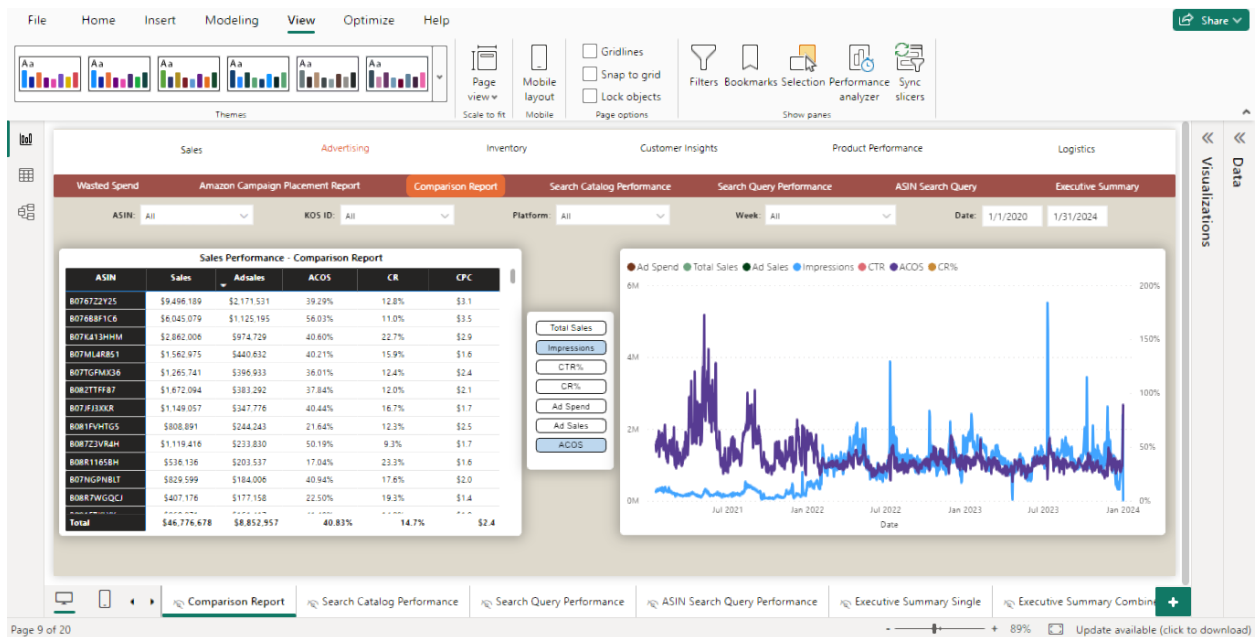 File Home Insert Modeling View Optimize Help Share
Aa Aa Aa Aa Aa Aa
Page view
Mobile layout
Gridlines
Snap to grid
Lock objects
Filters Bookmarks Selection Performance analyzer Sync slicers
Themes Scale to fit Mobile Page options Show panes
Sales Advertising Inventory Customer Insights Product Performance Logistics
Wasted Spend Amazon Campaign Placement Report Comparison Report Search Catalog Performance Search Query Performance ASIN Search Query Executive Summary
ASIN: All KOS ID: All Platform: All Week: All Date: 1/1/2020 1/31/2024
Sales Performance - Comparison Report
ASIN Sales Adsales ACOS CR CPC
B0767Z2Y25 $9,496,189 $2,171,531 39.29% 12.8% $3.1
B076B8F1C6 $6,045,079 $1,125,195 56.03% 11.0% $3.5
B07K413HHM $2,862,006 $974,729 40.60% 22.7% $2.9
B07ML4R8S1 $1,562,975 $440,632 40.21% 15.9% $1.6
B07TGFMX36 $1,265,741 $396,933 36.01% 12.4% $2.4
B082TTFF87 $1,672,094 $383,292 37.84% 12.0% $2.1
B07JFJ3XKR $1,149,057 $347,776 40.44% 16.7% $1.7
B081FVHTG5 $808,891 $244,243 21.64% 12.3% $2.5
B087Z3VR4H $1,119,416 $233,830 50.19% 9.3% $1.7
B08R1165BH $536,136 $203,537 17.04% 23.3% $1.6
B07NGPNBLT $829,599 $184,006 40.94% 17.6% $2.0
B08R7WGQCJ $407,176 $177,158 22.50% 19.3% $1.4
Total $46,776,678 $8,852,957 40.83% 14.7% $2.4
Total Sales
Impressions
CTR%
CR%
Ad Spend
Ad Sales
ACOS
Ad Spend Total Sales Ad Sales Impressions CTR ACOS CR%
6M 200%
150%
4M
100%
2M
50%
0M 0%
Jul 2021 Jan 2022 Jul 2022 Jan 2023 Jul 2023 Jan 2024
Date
Visualizations
Data
Comparison Report Search Catalog Performance Search Query Performance ASIN Search Query Performance Executive Summary Single Executive Summary Combin
Page 9 of 20 - + 89% Update available (click to download)